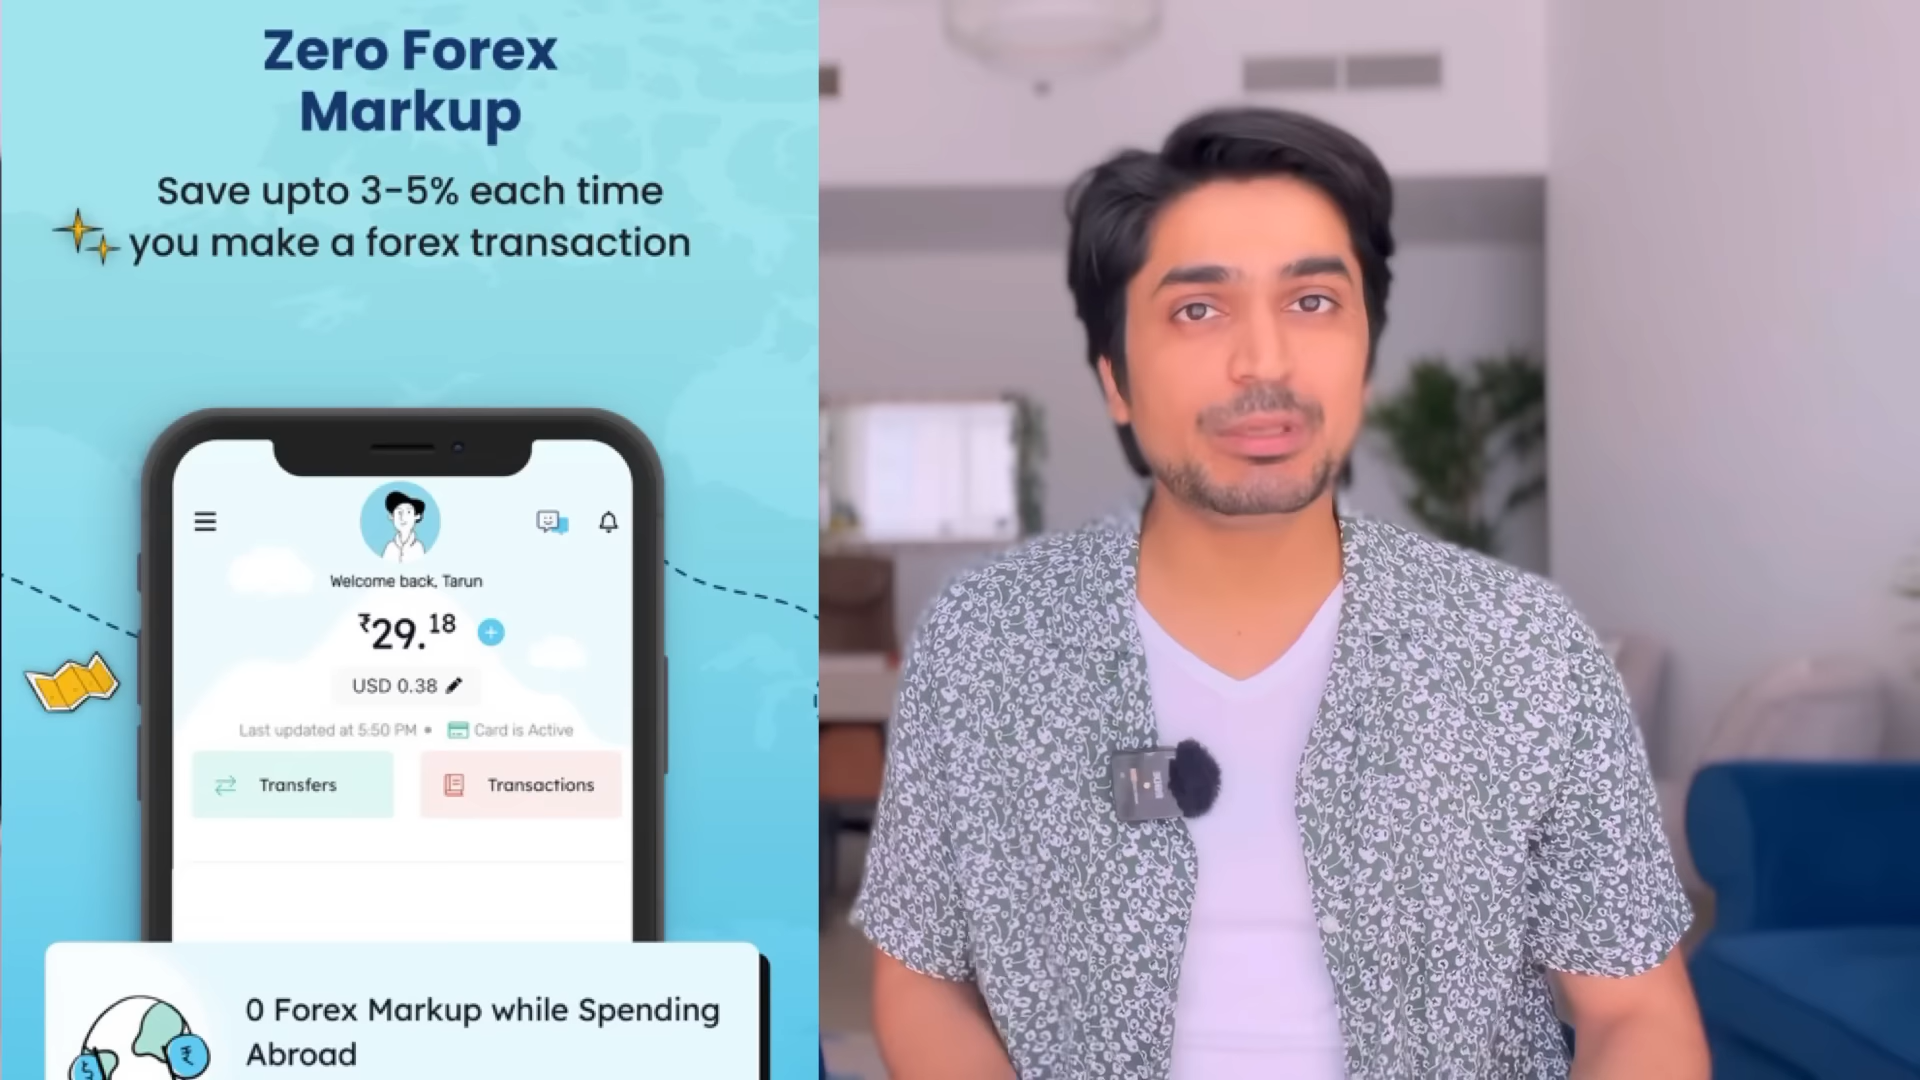 Zero Forex
Markup
Save upto 3-5% each time
you make a forex transaction
Welcome back, Tarun
₹29.18
USD 0.38
Last updated at 5:50 PM • Card is Active
Transfers
Transactions
0 Forex Markup while Spending
Abroad